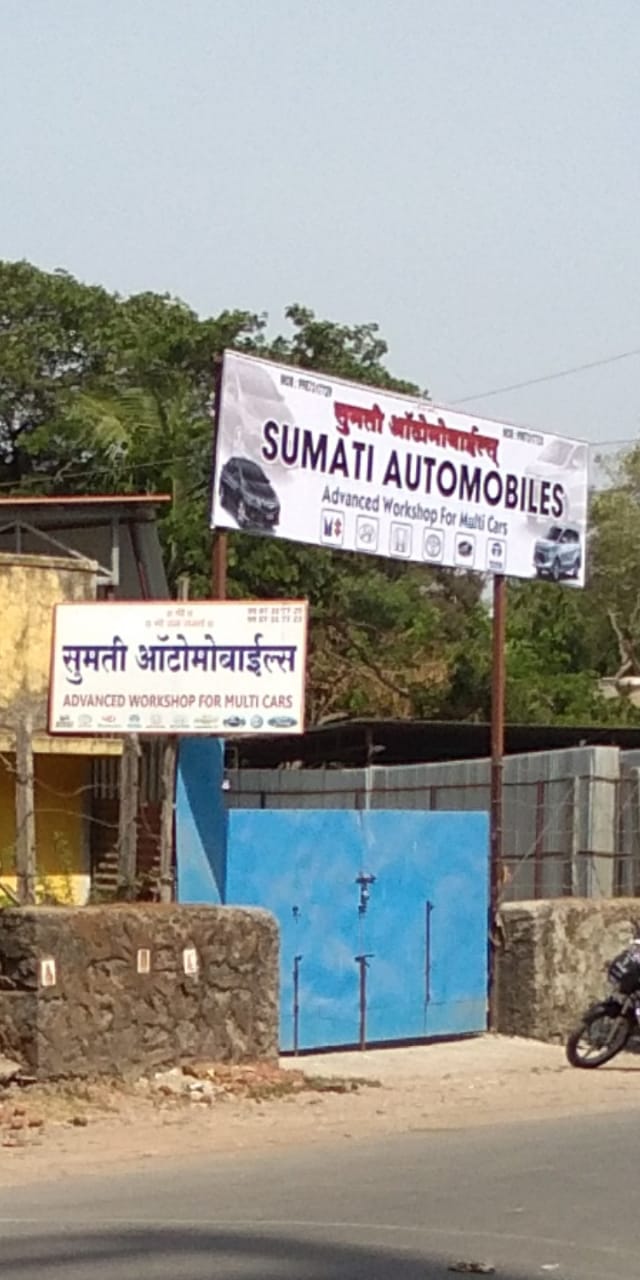 सुमती ऑटोमोबाईल्स्
SUMATI AUTOMOBILES
Advanced Workshop For Multi Cars
॥ श्री ॥
सुमती ऑटोमोबाईल्स
ADVANCED WORKSHOP FOR MULTI CARS